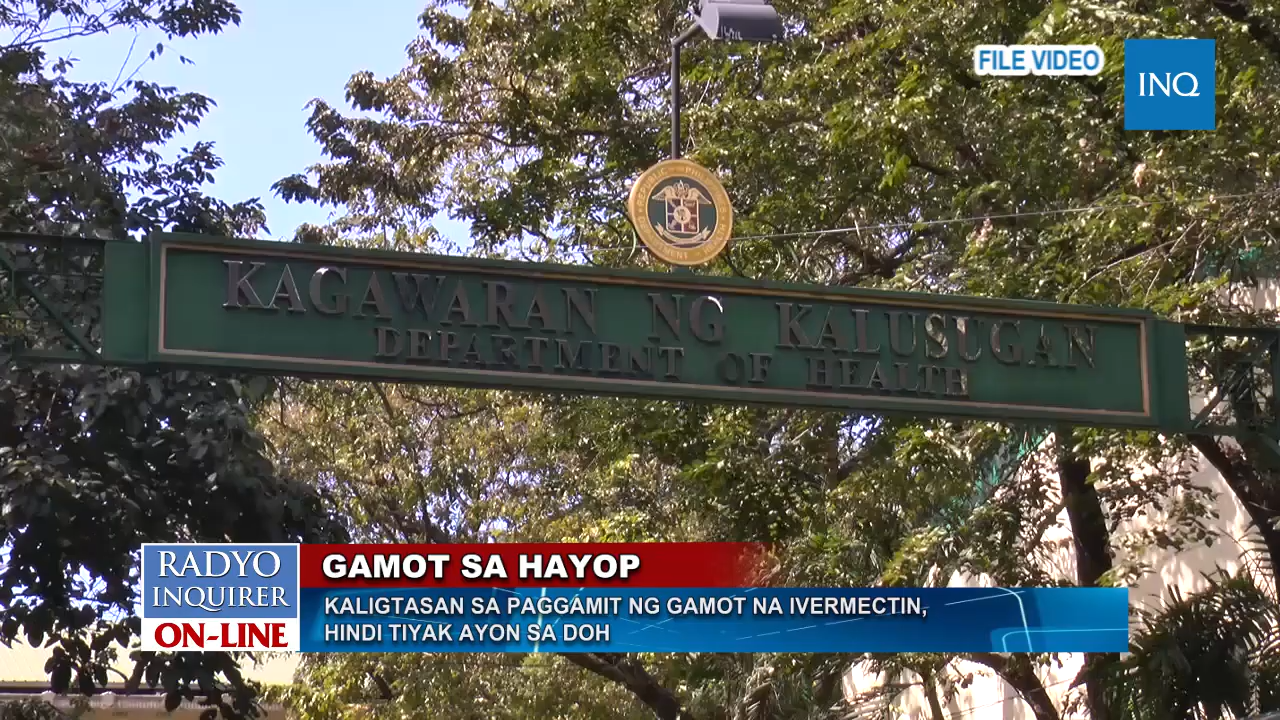 FILE VIDEO
INQ
KAGAWARAN NG KALUSUGAN
DEPARTMENT OF HEALTH
RADYO
INQUIRER
ON-LINE
GAMOT SA HAYOP
KALIGTASAN SA PAGGAMIT NG GAMOT NA IVERMECTIN,
HINDI TIYAK AYON SA DOH